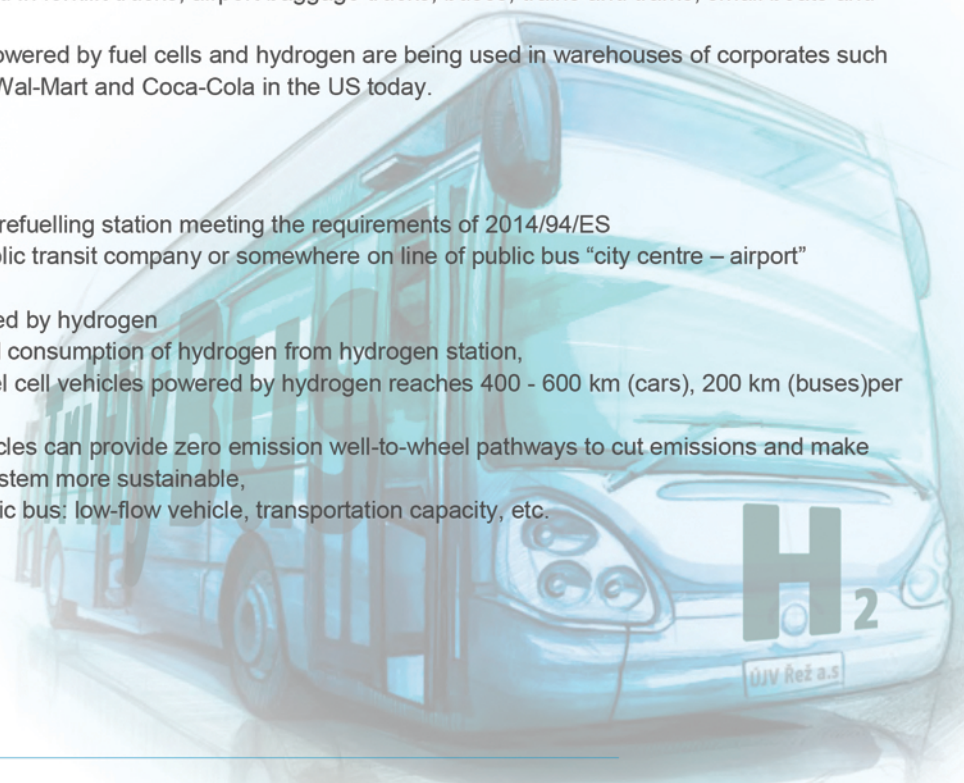 owered by fuel cells and hydrogen are being used in warehouses of corporates such
Wal-Mart and Coca-Cola in the US today.
refuelling station meeting the requirements of 2014/94/ES
lic transit company or somewhere on line of public bus “city centre – airport”
ed by hydrogen
consumption of hydrogen from hydrogen station,
el cell vehicles powered by hydrogen reaches 400 - 600 km (cars), 200 km (buses)per
cles can provide zero emission well-to-wheel pathways to cut emissions and make
stem more sustainable,
ic bus: low-flow vehicle, transportation capacity, etc.
H2
ÚJV Řež a.s